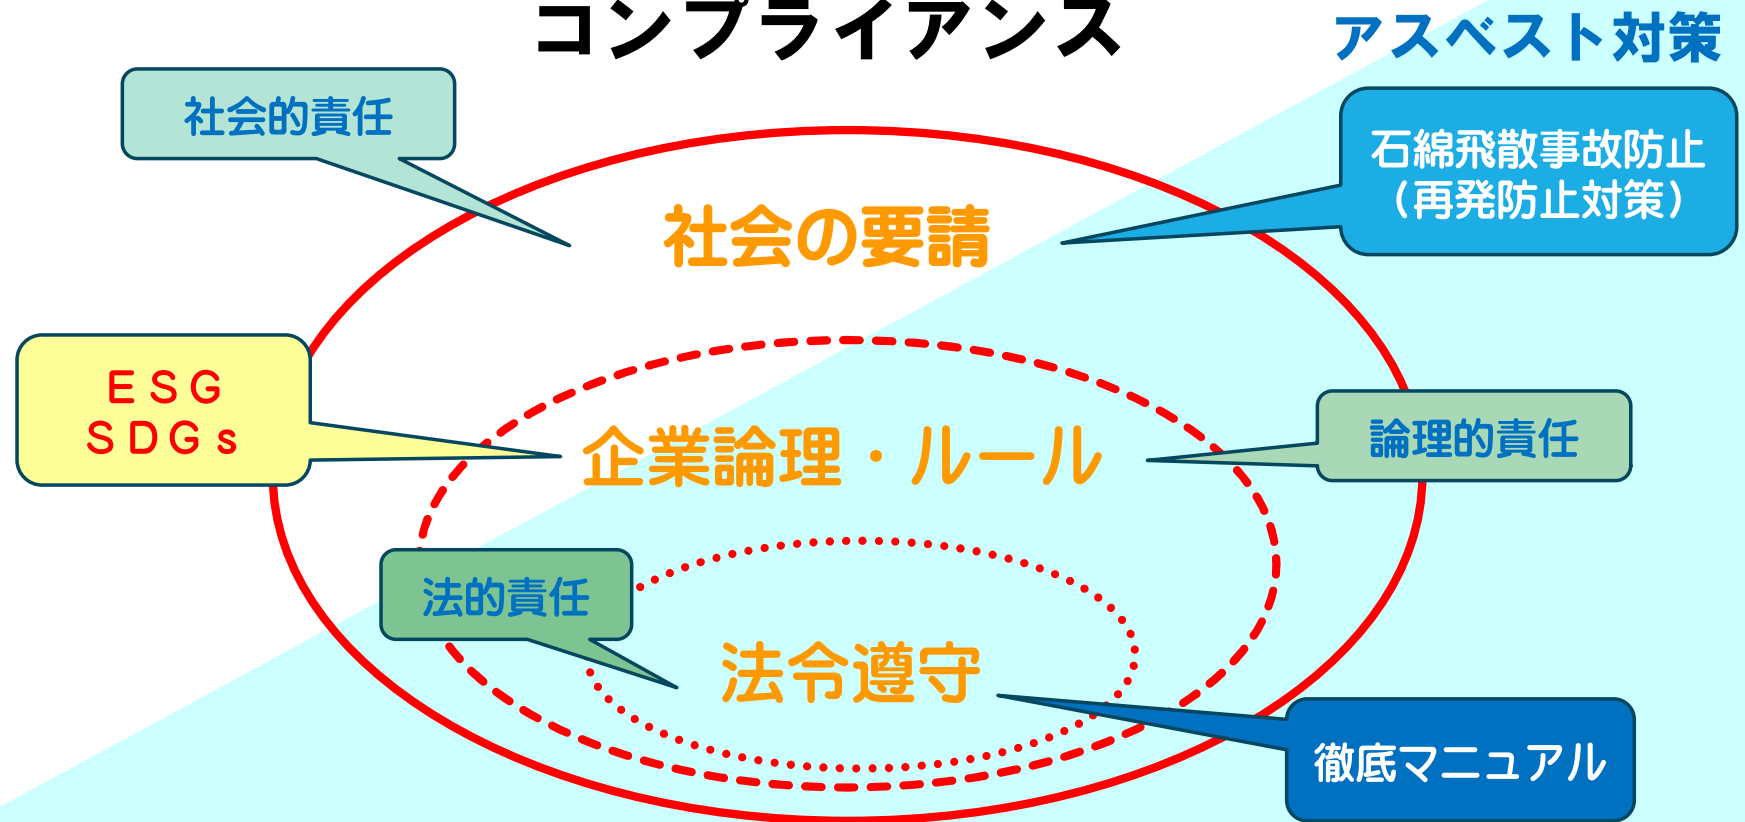 コンプライアンス
アスベスト対策
社会的責任
石綿飛散事故防止
（再発防止対策）
社会の要請
ＥＳＧ
ＳＤＧｓ
企業論理・ルール
論理的責任
法的責任
法令遵守
徹底マニュアル